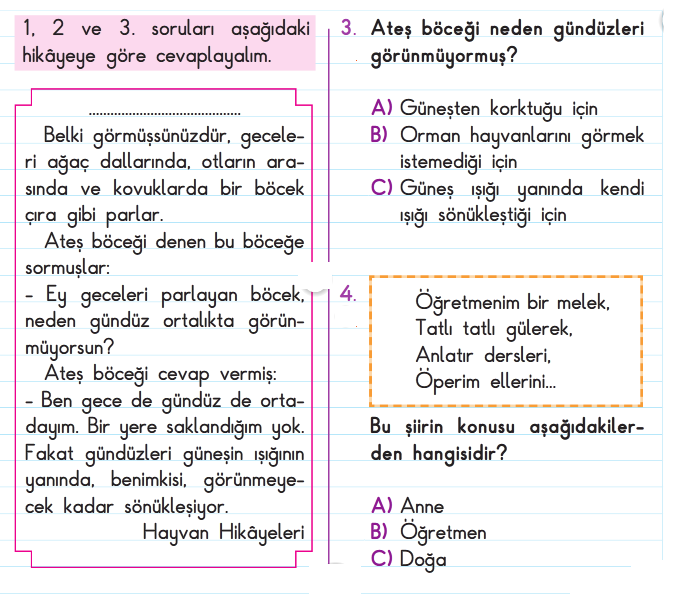 1, 2 ve 3. soruları aşağıdaki
hikâyeye göre cevaplayalım.
........................................
Belki görmüşsünüzdür, gecele-
ri ağaç dallarında, otların ara-
sında ve kovuklarda bir böcek
çıra gibi parlar.
Ateş böceği denen bu böceğe
sormuşlar:
- Ey geceleri parlayan böcek,
neden gündüz ortalıkta görün-
müyorsun?
Ateş böceği cevap vermiş:
- Ben gece de gündüz de orta-
dayım. Bir yere saklandığım yok.
Fakat gündüzleri güneşin ışığının
yanında, benimkisi, görünmeye-
cek kadar sönükleşiyor.
Hayvan Hikâyeleri
3. Ateş böceği neden gündüzleri
görünmüyormuş?
A) Güneşten korktuğu için
B) Orman hayvanlarını görmek
istemediği için
C) Güneş ışığı yanında kendi
ışığı sönükleştiği için
4.
Öğretmenim bir melek,
Tatlı tatlı gülerek,
Anlatır dersleri,
Öperim ellerini...
Bu şiirin konusu aşağıdakiler-
den hangisidir?
A) Anne
B) Öğretmen
C) Doğa